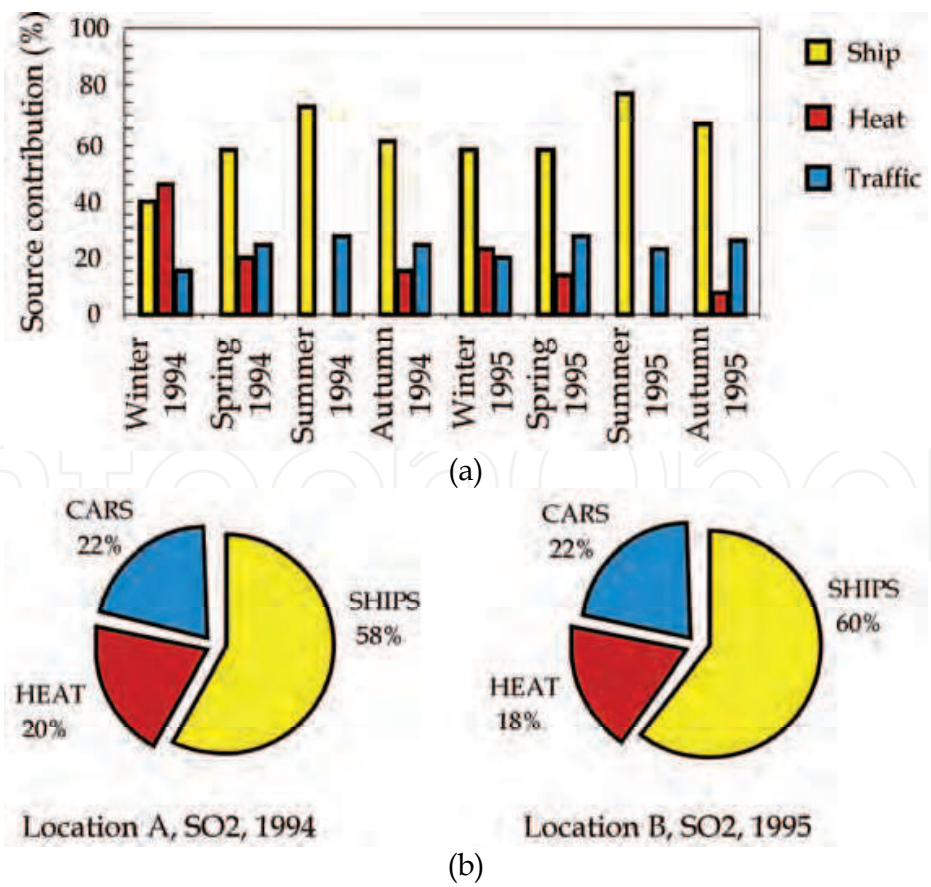 Source contribution (%)
100
80
60
40
20
0
Ship
Heat
Traffic
Winter
1994
Spring
1994
Summer
1994
Autumn
1994
Winter
1995
Spring
1995
Summer
1995
Autumn
1995
(a)
CARS
22%
SHIPS
58%
HEAT
20%
Location A, SO2, 1994
CARS
22%
SHIPS
60%
HEAT
18%
Location B, SO2, 1995
(b)